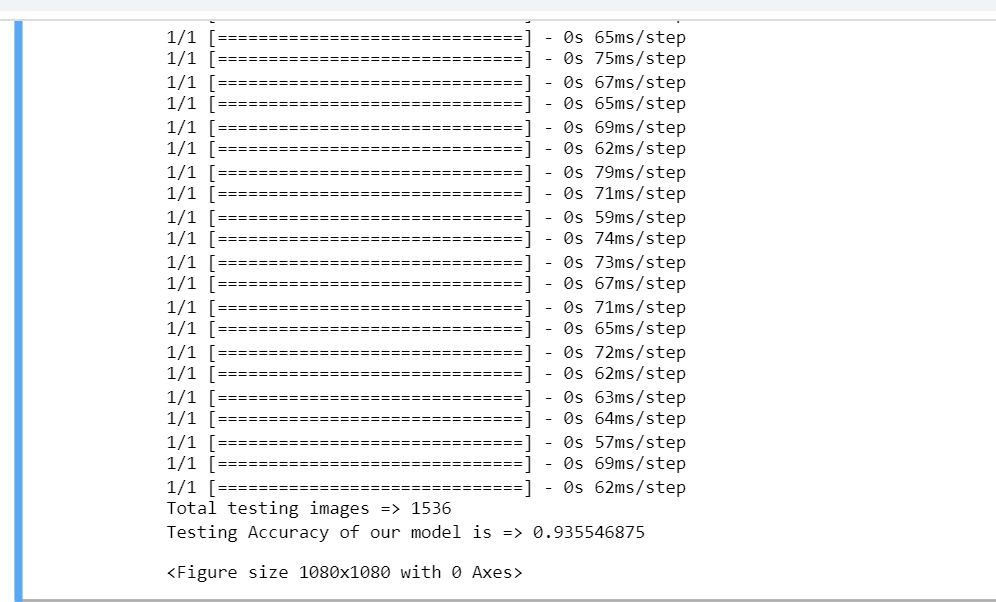 1/1 [==============================] - 0s 65ms/step
1/1 [==============================] - 0s 75ms/step
1/1 [==============================] - 0s 67ms/step
1/1 [==============================] - 0s 65ms/step
1/1 [==============================] - 0s 69ms/step
1/1 [==============================] - 0s 62ms/step
1/1 [==============================] - 0s 79ms/step
1/1 [==============================] - 0s 71ms/step
1/1 [==============================] - 0s 59ms/step
1/1 [==============================] - 0s 74ms/step
1/1 [==============================] - 0s 73ms/step
1/1 [==============================] - 0s 67ms/step
1/1 [==============================] - 0s 71ms/step
1/1 [==============================] - 0s 65ms/step
1/1 [==============================] - 0s 72ms/step
1/1 [==============================] - 0s 62ms/step
1/1 [==============================] - 0s 63ms/step
1/1 [==============================] - 0s 64ms/step
1/1 [==============================] - 0s 57ms/step
1/1 [==============================] - 0s 69ms/step
1/1 [==============================] - 0s 62ms/step
Total testing images => 1536
Testing Accuracy of our model is => 0.935546875
<Figure size 1080x1080 with 0 Axes>